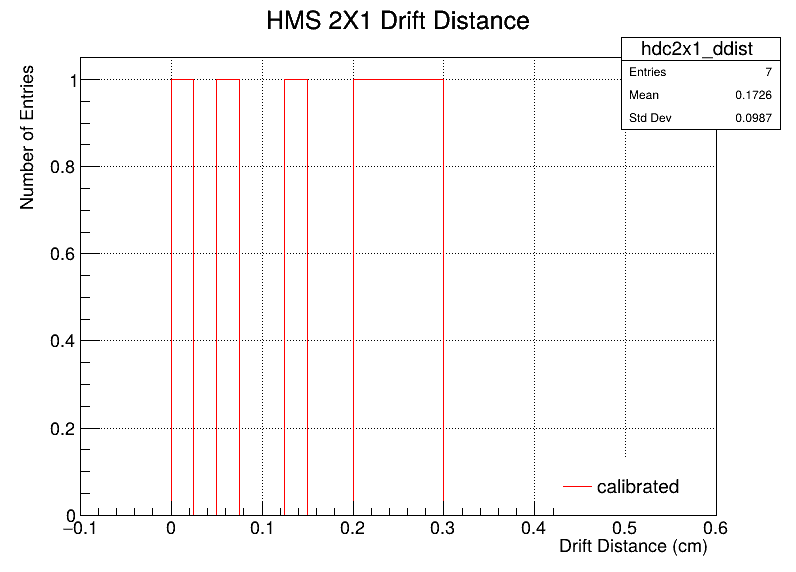 HMS 2X1 Drift Distance
hdc2x1_ddist
Entries 7
Mean 0.1726
Std Dev 0.0987
Number of Entries
1
0.8
0.6
0.4
0.2
0
−0.1 0 0.1 0.2 0.3 0.4 0.5 0.6
Drift Distance (cm)
calibrated